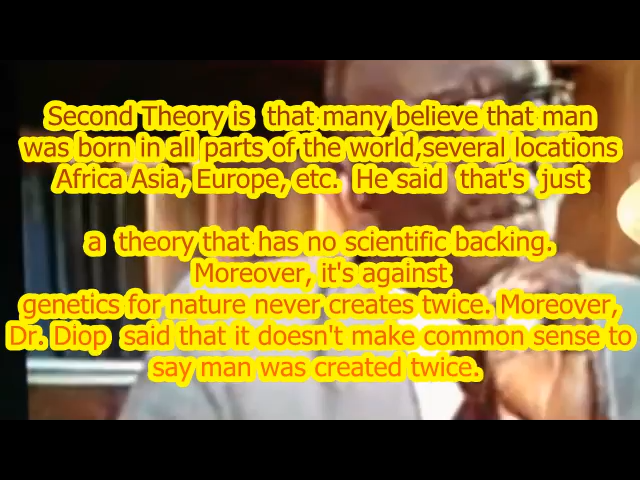 Second Theory is  that many believe that man
was born in all parts of the world,several locations
Africa Asia, Europe, etc.  He said  that's  just
a  theory that has no scientific backing.
Moreover, it's against
genetics for nature never creates twice. Moreover,
Dr. Diop  said that it doesn't make common sense to
say man was created twice.